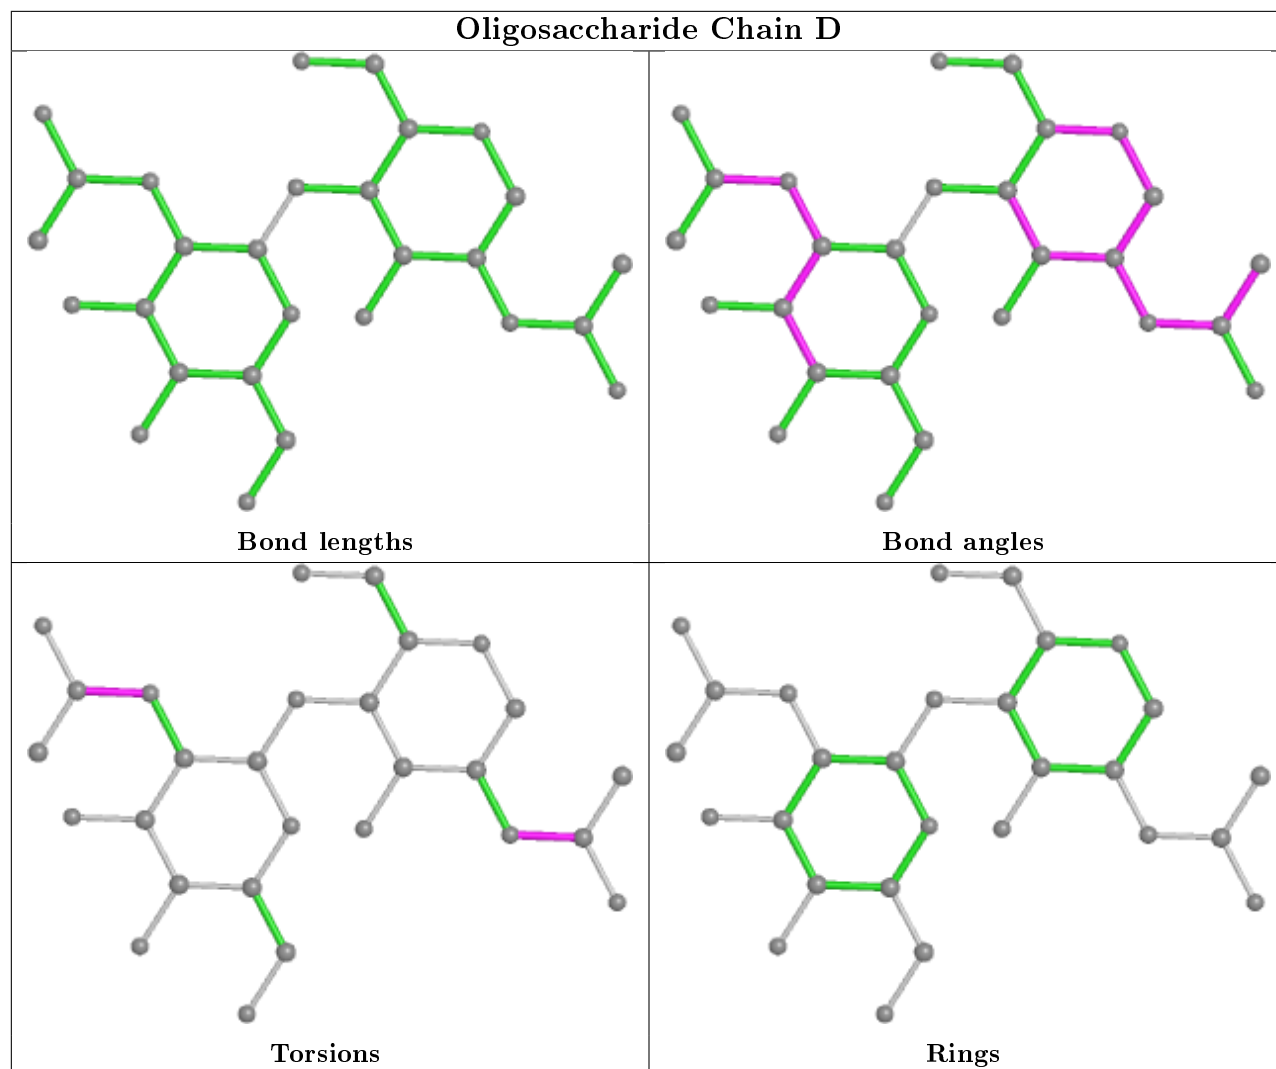 Oligosaccharide Chain D
Bond lengths
Bond angles
Torsions
Rings